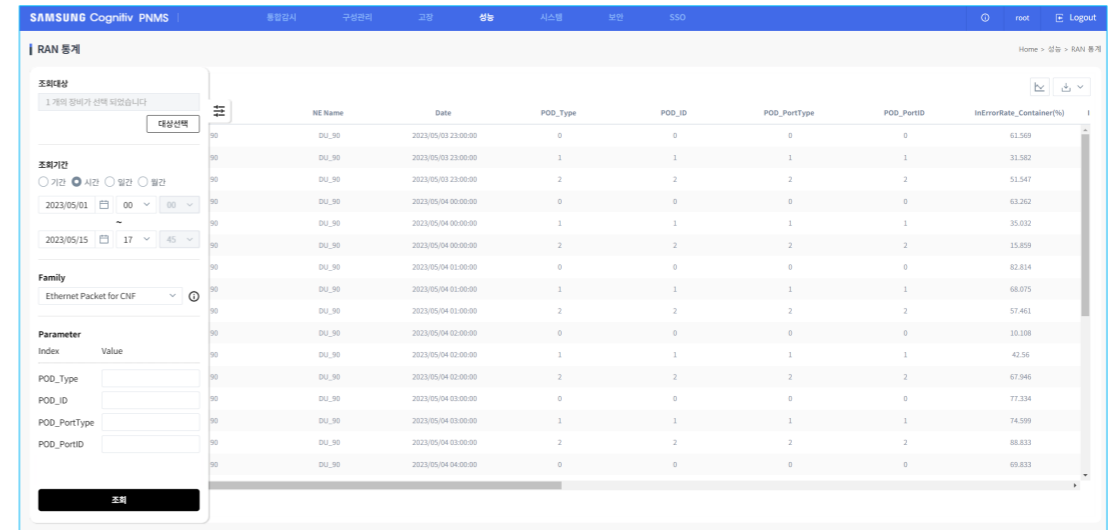 SAMSUNG Cognitiv PNMS | 통합감시 구성관리 고장 성능 시스템 보안 SSO root Logout
RAN 통계 Home > 성능 > RAN 통계
조회대상
1 개의 장비가 선택 되었습니다
대상선택
조회기간
기간 시간 일간 월간
2023/05/01 00 00
~
2023/05/15 17 45
Family
Ethernet Packet for CNF
Parameter
Index Value
POD_Type
POD_ID
POD_PortType
POD_PortID
조회
NE Name Date POD_Type POD_ID POD_PortType POD_PortID InErrorRate_Container(%)
90 DU_90 2023/05/03 23:00:00 0 0 0 0 61.569
90 DU_90 2023/05/03 23:00:00 1 1 1 1 31.582
90 DU_90 2023/05/03 23:00:00 2 2 2 2 51.547
90 DU_90 2023/05/04 00:00:00 0 0 0 0 63.262
90 DU_90 2023/05/04 00:00:00 1 1 1 1 35.032
90 DU_90 2023/05/04 00:00:00 2 2 2 2 15.859
90 DU_90 2023/05/04 01:00:00 0 0 0 0 82.814
90 DU_90 2023/05/04 01:00:00 1 1 1 1 68.075
90 DU_90 2023/05/04 01:00:00 2 2 2 2 57.461
90 DU_90 2023/05/04 02:00:00 0 0 0 0 10.108
90 DU_90 2023/05/04 02:00:00 1 1 1 1 42.56
90 DU_90 2023/05/04 02:00:00 2 2 2 2 67.946
90 DU_90 2023/05/04 03:00:00 0 0 0 0 77.334
90 DU_90 2023/05/04 03:00:00 1 1 1 1 74.599
90 DU_90 2023/05/04 03:00:00 2 2 2 2 88.833
90 DU_90 2023/05/04 04:00:00 0 0 0 0 69.833